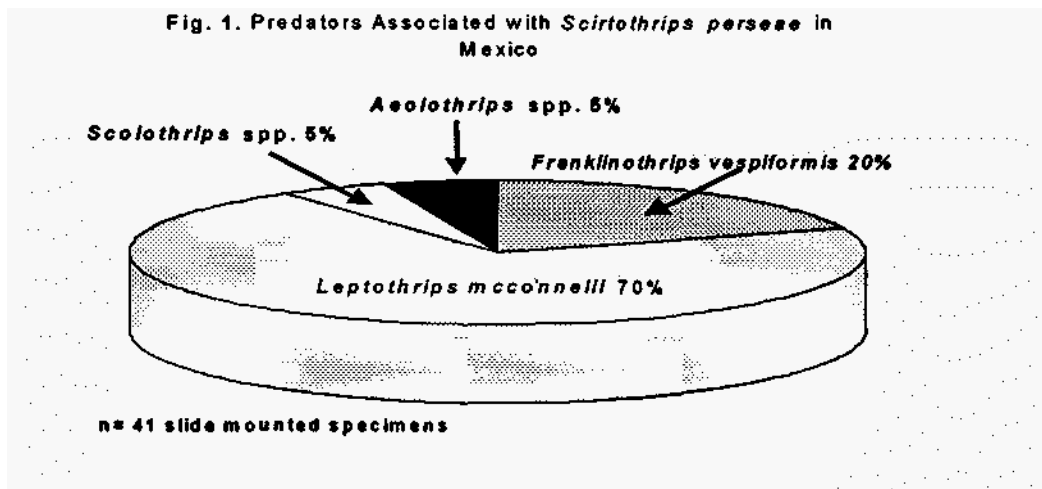 Fig. 1. Predators Associated with Scirtothrips perseae in
Mexico
Aeolothrips spp. 5%
Scolothrips spp. 5%
Franklinothrips vespiformis 20%
Leptothrips mcconnelli 70%
n= 41 slide mounted specimens